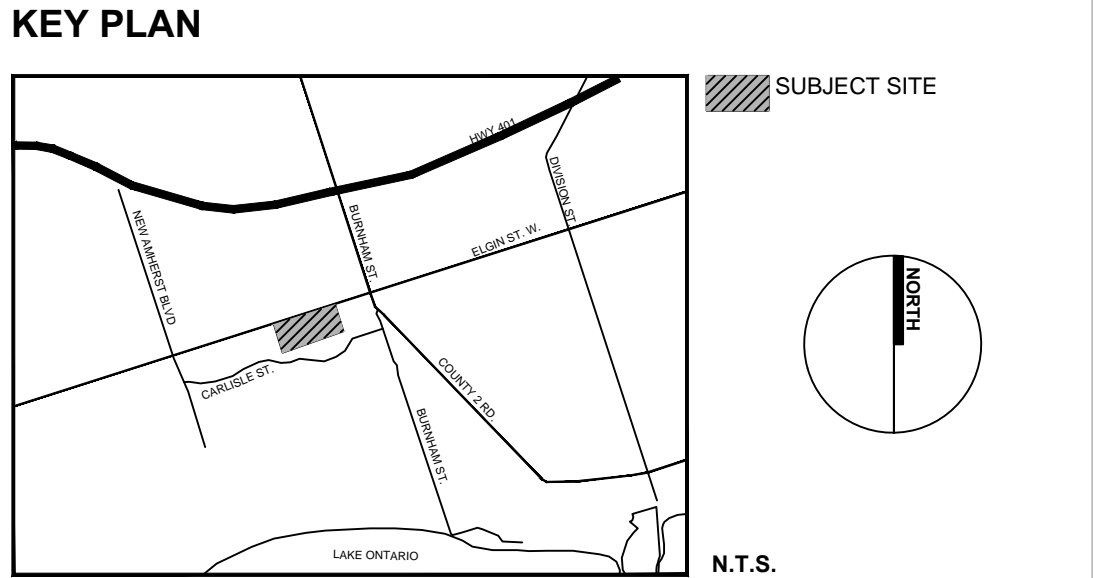 KEY PLAN
SUBJECT SITE
HWY 401
DIVISION ST.
BURNHAM ST.
NEW AMHERST BLVD
ELGIN ST. W.
NORTH
CARLISLE ST.
COUNTY 2 RD.
BURNHAM ST.
LAKE ONTARIO
N.T.S.